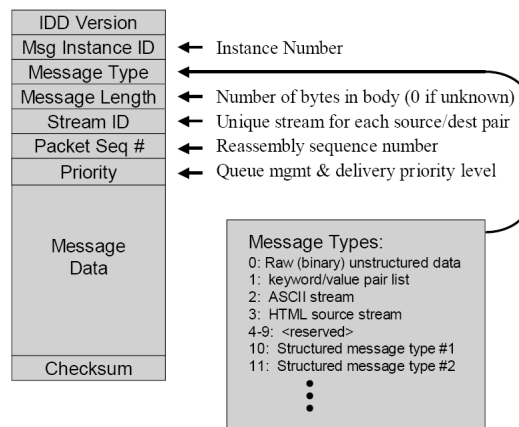 IDD Version
Msg Instance ID
Instance Number
Message Type
Message Length
Number of bytes in body (0 if unknown)
Stream ID
Unique stream for each source/dest pair
Packet Seq #
Reassembly sequence number
Priority
Queue mgmt & delivery priority level
Message
Data
Checksum
Message Types:
0: Raw (binary) unstructured data
1: keyword/value pair list
2: ASCII stream
3: HTML source stream
4-9: <reserved>
10: Structured message type #1
11: Structured message type #2